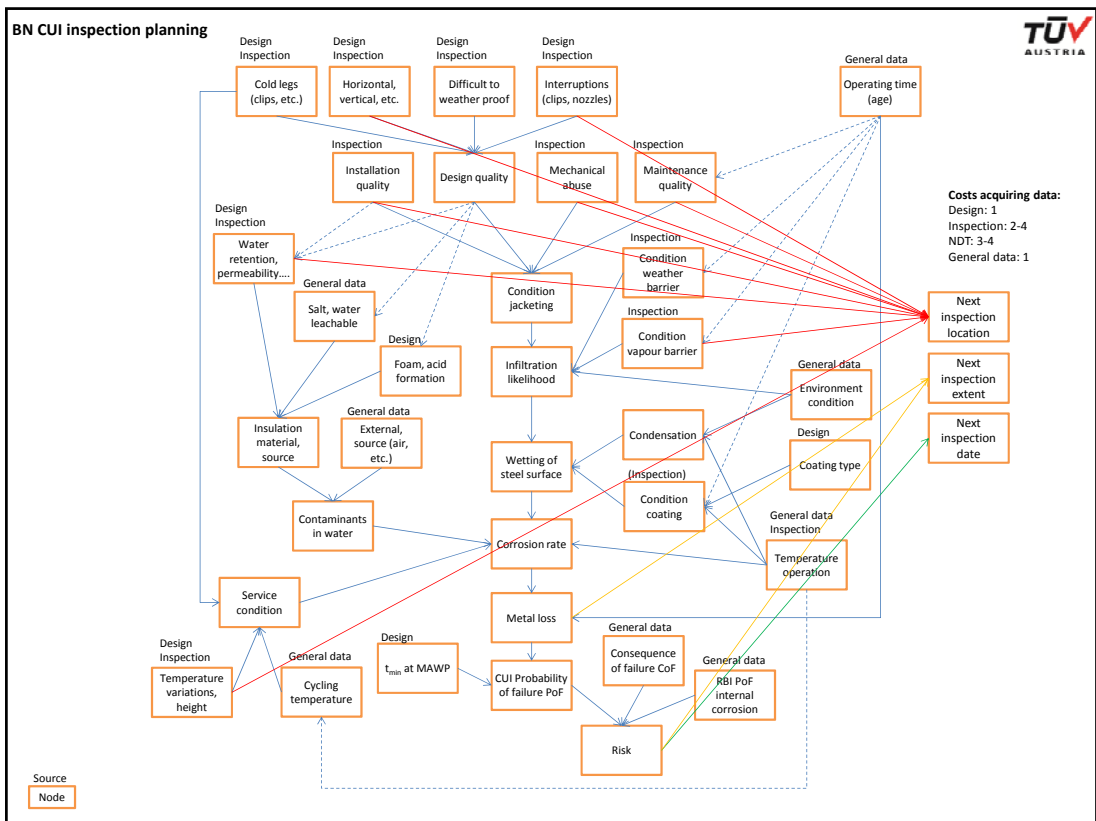 BN CUI inspection planning
TÜV
AUSTRIA
Design
Inspection
Cold legs
(clips, etc.)
Design
Inspection
Horizontal,
vertical, etc.
Design
Inspection
Difficult to
weather proof
Design
Inspection
Interruptions
(clips, nozzles)
General data
Operating time
(age)
Inspection
Installation
quality
Design quality
Inspection
Mechanical
abuse
Inspection
Maintenance
quality
Costs acquiring data:
Design: 1
Inspection: 2-4
NDT: 3-4
General data: 1
Design
Inspection
Water
retention,
permeability....
Inspection
Condition
weather
barrier
General data
Salt, water
leachable
Condition
jacketing
Next
inspection
location
Inspection
Condition
vapour barrier
Design
Foam, acid
formation
Infiltration
likelihood
General data
Environment
condition
Next
inspection
extent
General data
External,
source (air,
etc.)
Insulation
material,
source
Condensation
Next
inspection
date
Design
Coating type
Wetting of
steel surface
(Inspection)
Condition
coating
Contaminants
in water
General data
Inspection
Temperature
operation
Corrosion rate
Service
condition
Metal loss
Design
Inspection
Temperature
variations,
height
General data
Cycling
temperature
Design
tmin at MAWP
CUI Probability
of failure PoF
General data
Consequence
of failure CoF
General data
RBI PoF
internal
corrosion
Risk
Source
Node